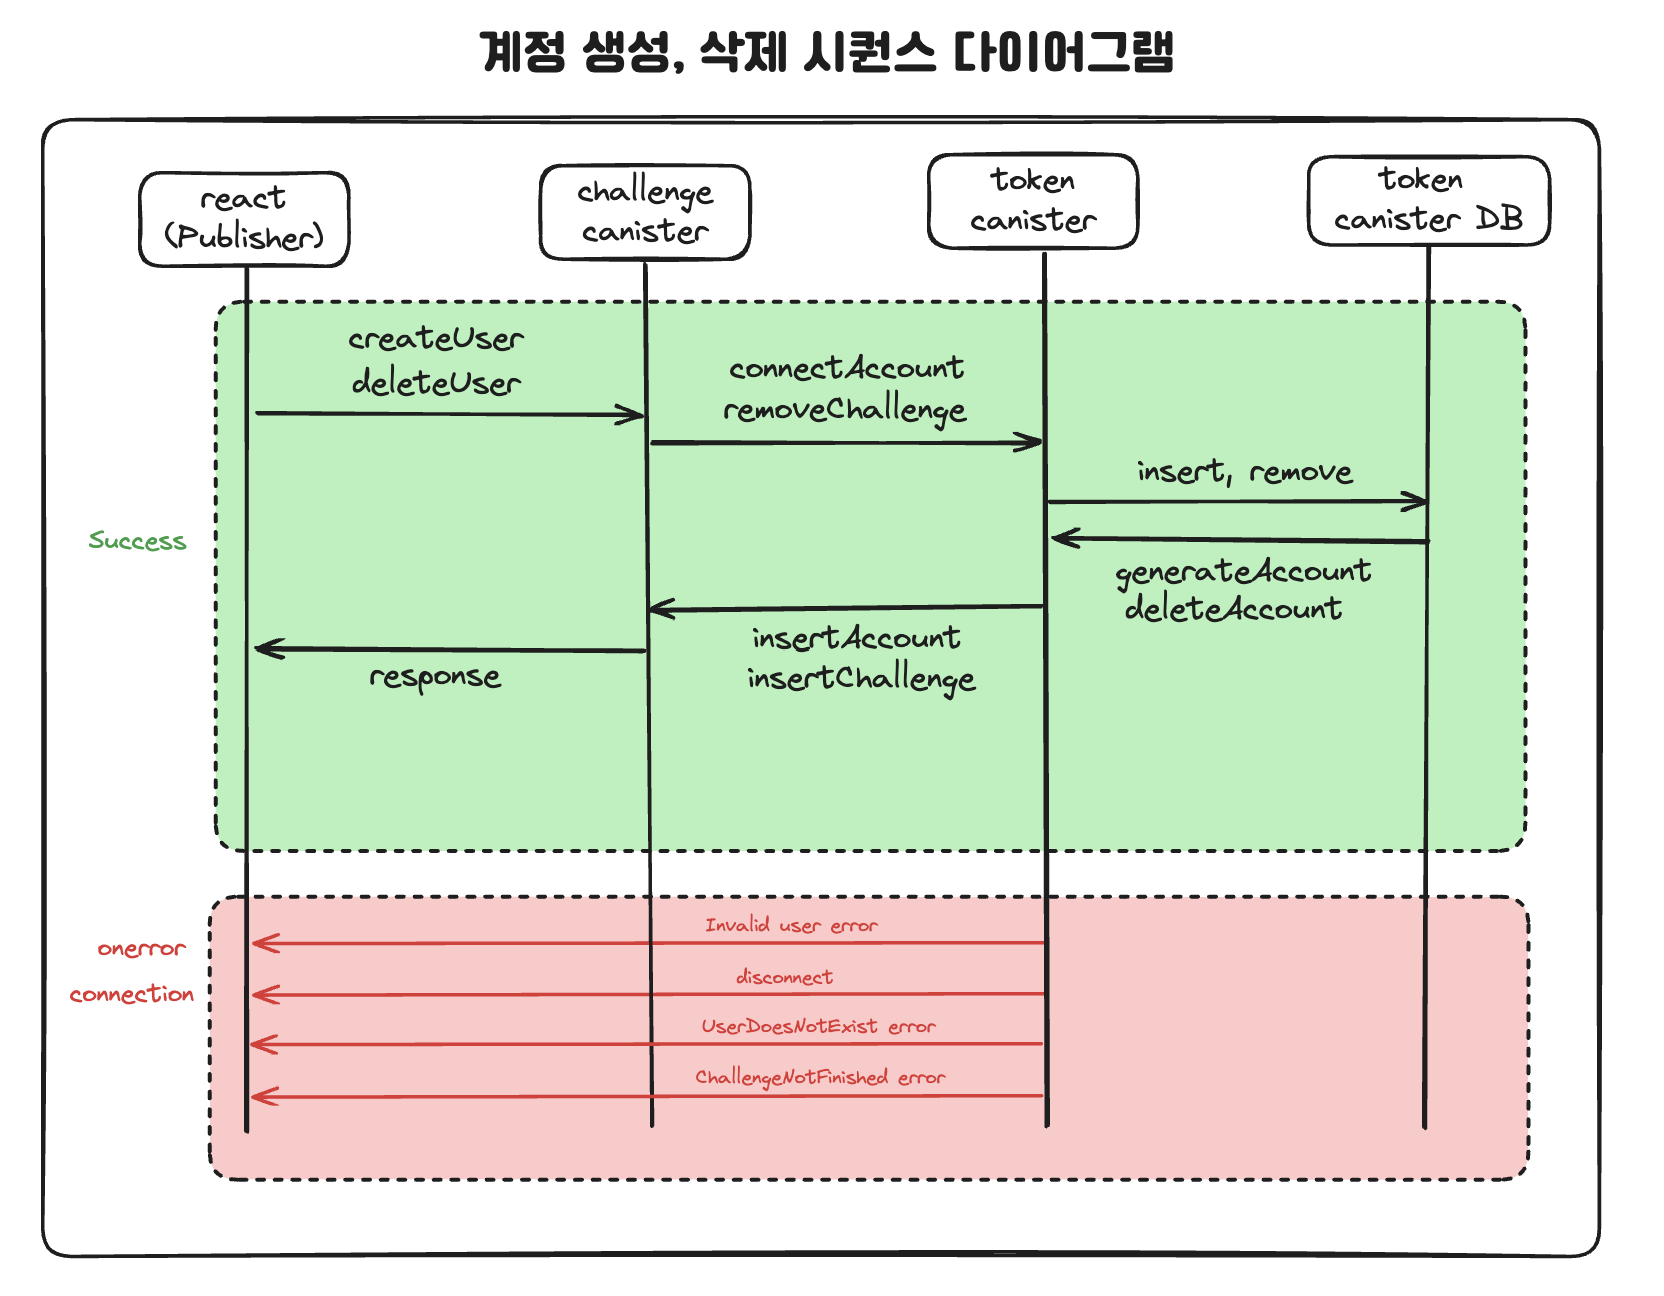 계정 생성, 삭제 시퀀스 다이어그램
react
(Publisher)
challenge
canister
token
canister
token
canister DB
createUser
deleteUser
connectAccount
removeChallenge
insert, remove
Success
generateAccount
deleteAccount
insertAccount
insertChallenge
response
onerror
connection
Invalid user error
disconnect
UserDoesNotExist error
ChallengeNotFinished error